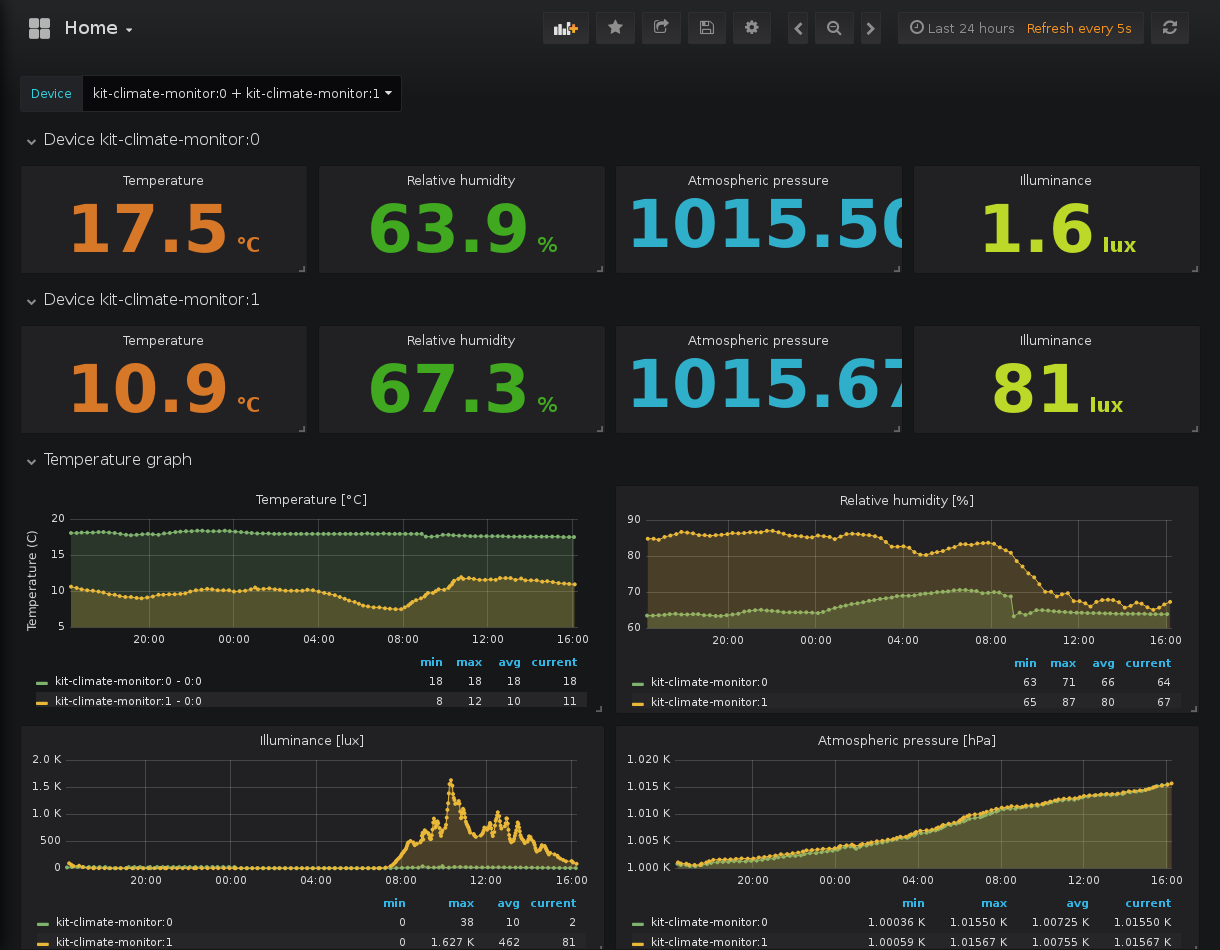 Home
Last 24 hours Refresh every 5s
Device kit-climate-monitor:0 + kit-climate-monitor:1
Device kit-climate-monitor:0
Temperature Relative humidity Atmospheric pressure Illuminance
17.5 °C 63.9 % 1015.50 1.6 lux
Device kit-climate-monitor:1
Temperature Relative humidity Atmospheric pressure Illuminance
10.9 °C 67.3 % 1015.67 81 lux
Temperature graph
Temperature [°C]
Temperature (C)
20
15
10
5
20:00 00:00 04:00 08:00 12:00 16:00
min max avg current
kit-climate-monitor:0 - 0:0 18 18 18 18
kit-climate-monitor:1 - 0:0 8 12 10 11
Relative humidity [%]
90
80
70
60
20:00 00:00 04:00 08:00 12:00 16:00
min max avg current
kit-climate-monitor:0 63 71 66 64
kit-climate-monitor:1 65 87 80 67
Illuminance [lux]
2.0 K
1.5 K
1.0 K
500
0
20:00 00:00 04:00 08:00 12:00 16:00
min max avg current
kit-climate-monitor:0 0 38 10 2
kit-climate-monitor:1 0 1.627 K 462 81
Atmospheric pressure [hPa]
1.020 K
1.015 K
1.010 K
1.005 K
1.000 K
20:00 00:00 04:00 08:00 12:00 16:00
min max avg current
kit-climate-monitor:0 1.00036 K 1.01550 K 1.00725 K 1.01550 K
kit-climate-monitor:1 1.00059 K 1.01567 K 1.00755 K 1.01567 K